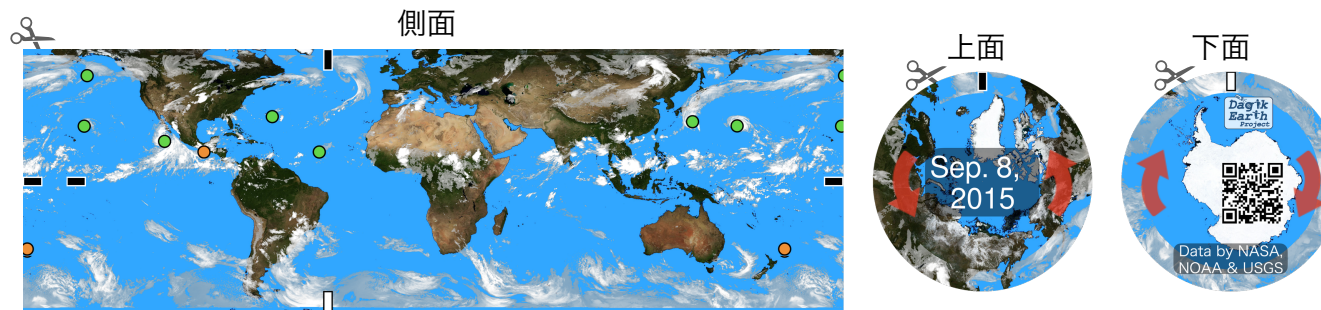 側面
上面
下面
Sep. 8,
2015
Dagik
Earth
Project
Data by NASA,
NOAA & USGS